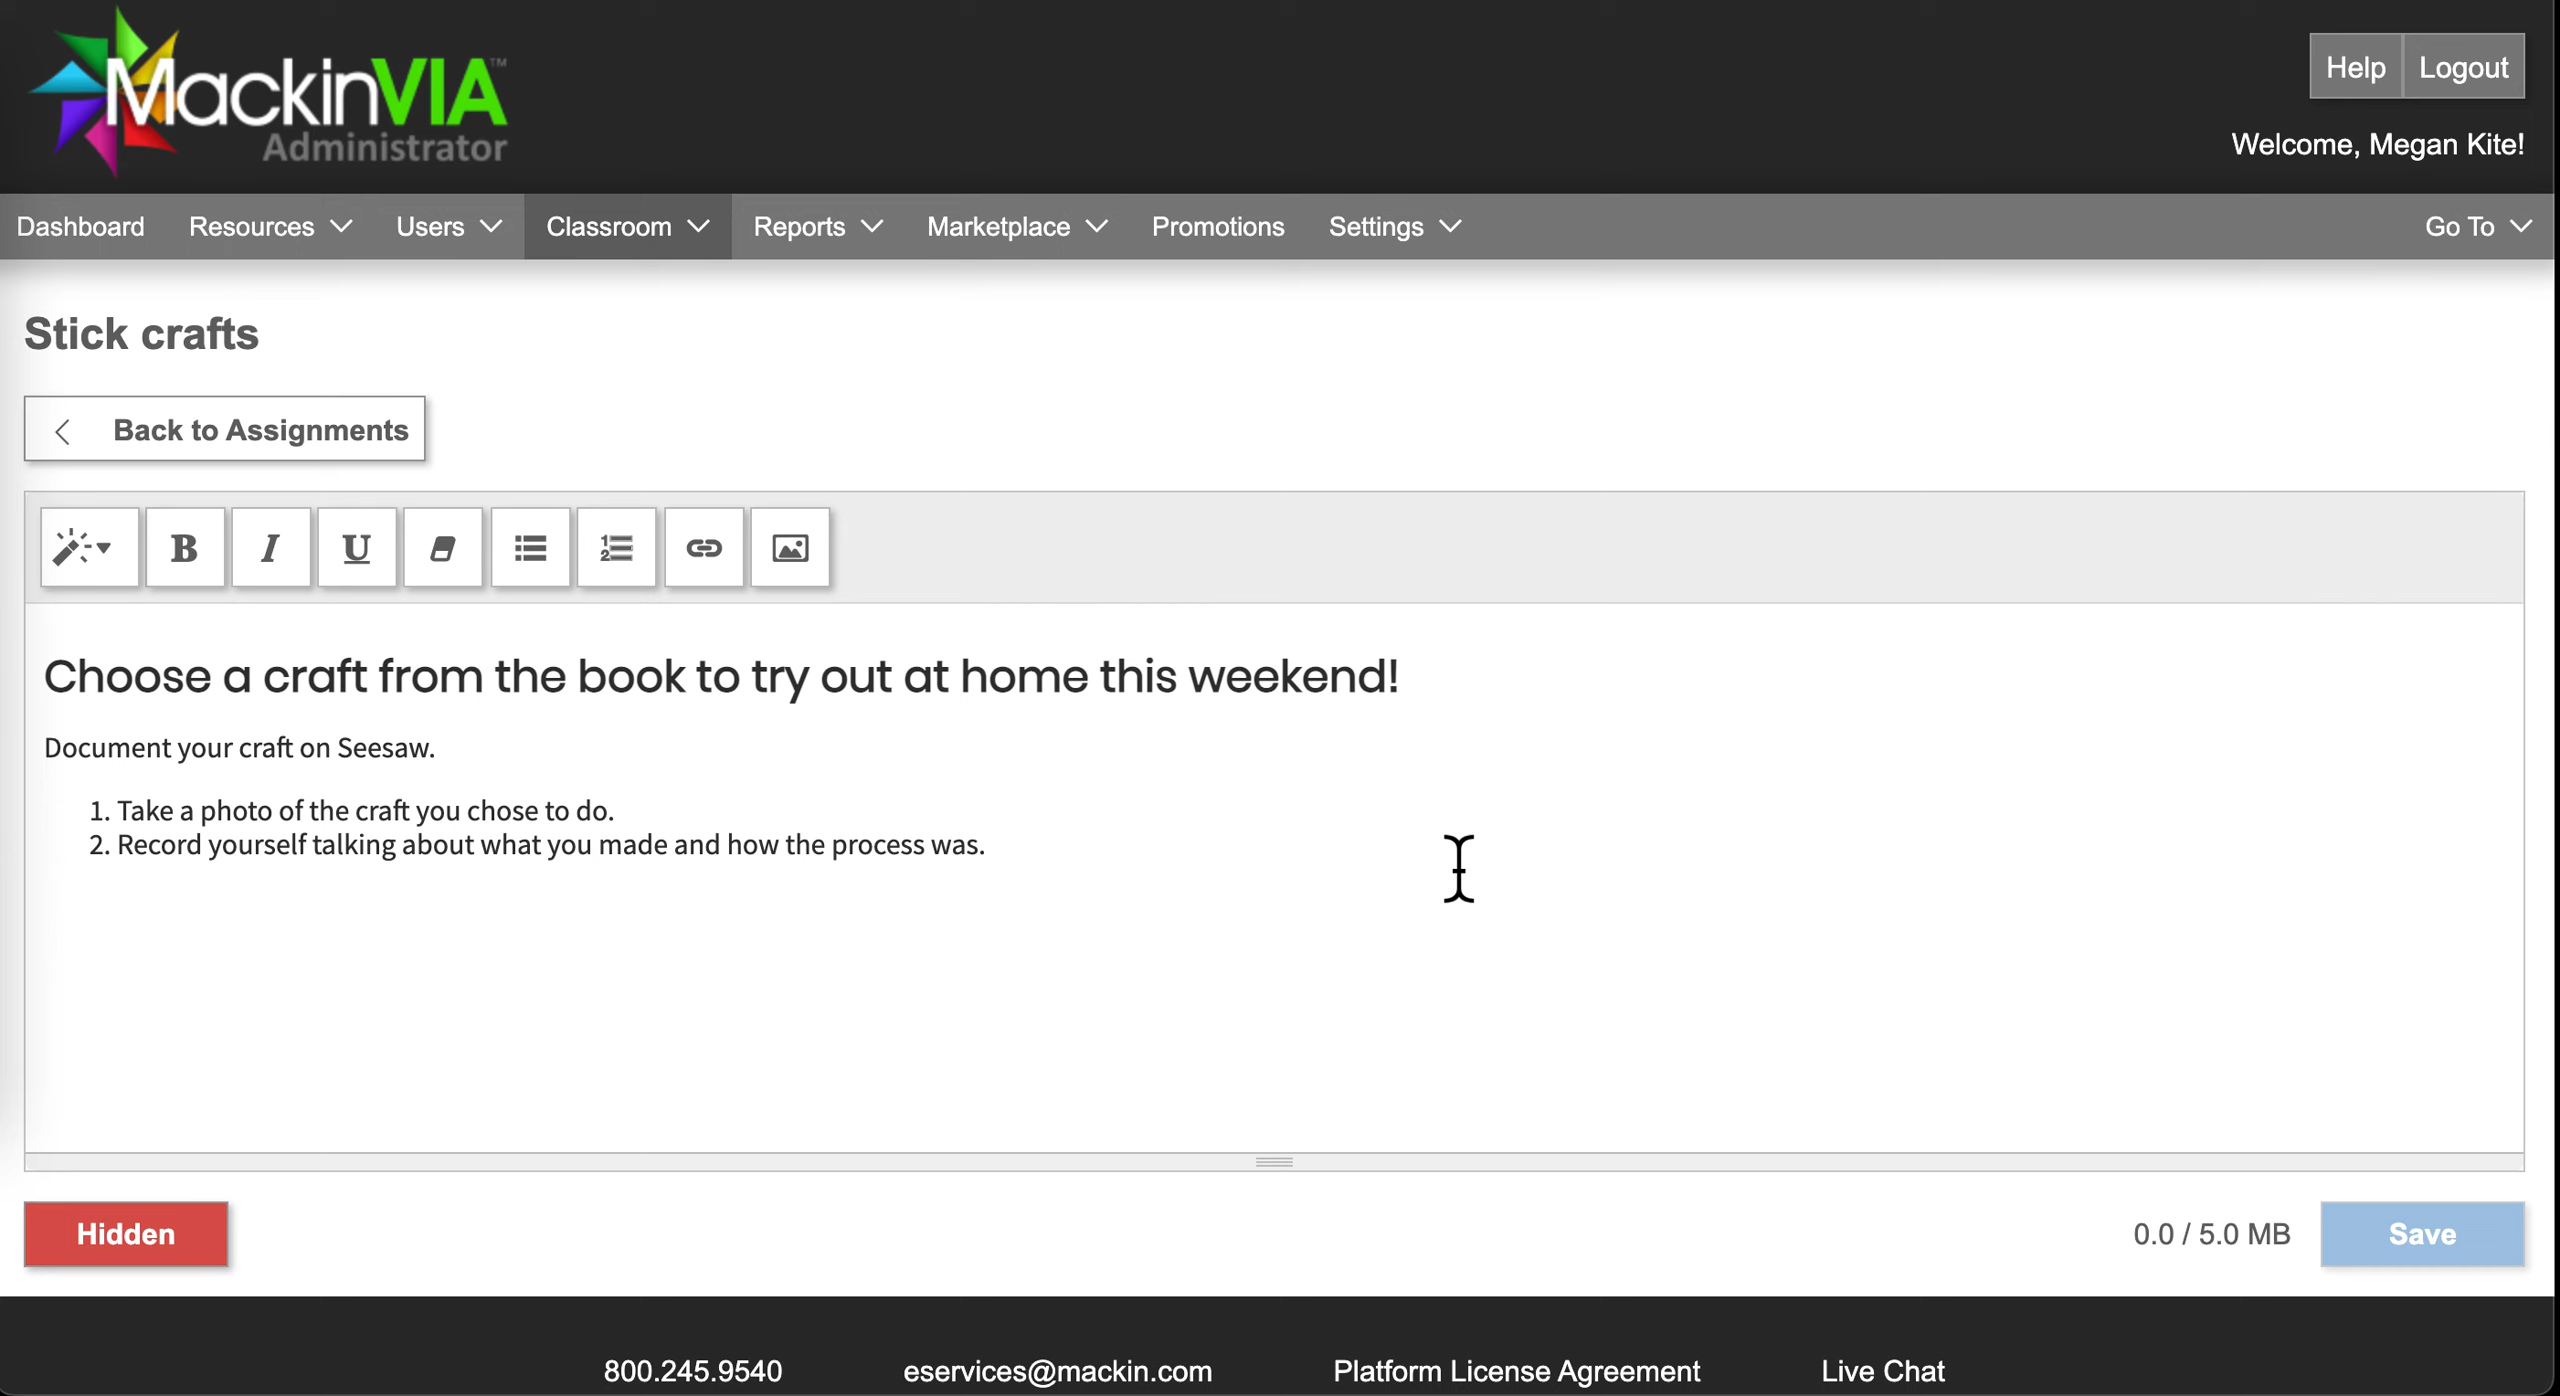 MackinVIA™
Administrator
Help
Logout
Welcome, Megan Kite!
Dashboard
Resources
Users
Classroom
Reports
Marketplace
Promotions
Settings
Go To
Stick crafts
Back to Assignments
B
I
U
Choose a craft from the book to try out at home this weekend!
Document your craft on Seesaw.
1. Take a photo of the craft you chose to do.
2. Record yourself talking about what you made and how the process was.
Hidden
0.0 / 5.0 MB
Save
800.245.9540
eservices@mackin.com
Platform License Agreement
Live Chat